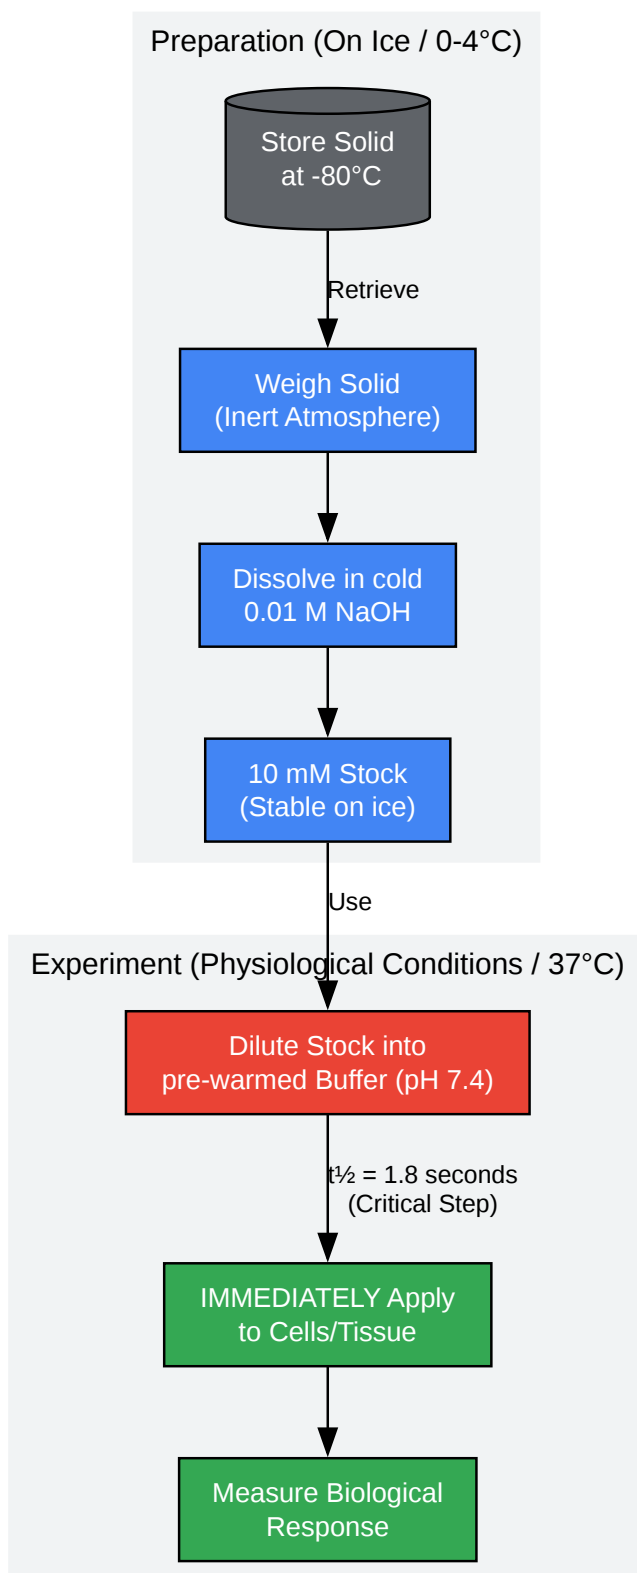 Preparation (On Ice / 0-4°C)
Store Solid
at -80°C
Retrieve
Weigh Solid
(Inert Atmosphere)
Dissolve in cold
0.01 M NaOH
10 mM Stock
(Stable on ice)
Use
Experiment (Physiological Conditions / 37°C)
Dilute Stock into
pre-warmed Buffer (pH 7.4)
t½ = 1.8 seconds
(Critical Step)
IMMEDIATELY Apply
to Cells/Tissue
Measure Biological
Response